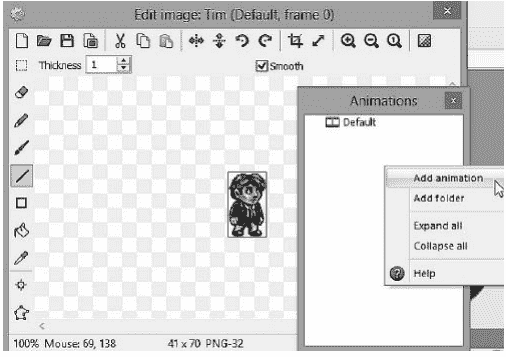 Edit image: Tim (Default, frame 0)
Thickness 1 Smooth
Animations
Default
Add animation
Add folder
Expand all
Collapse all
Help
100% Mouse: 69, 138 41 x 70 PNG-32